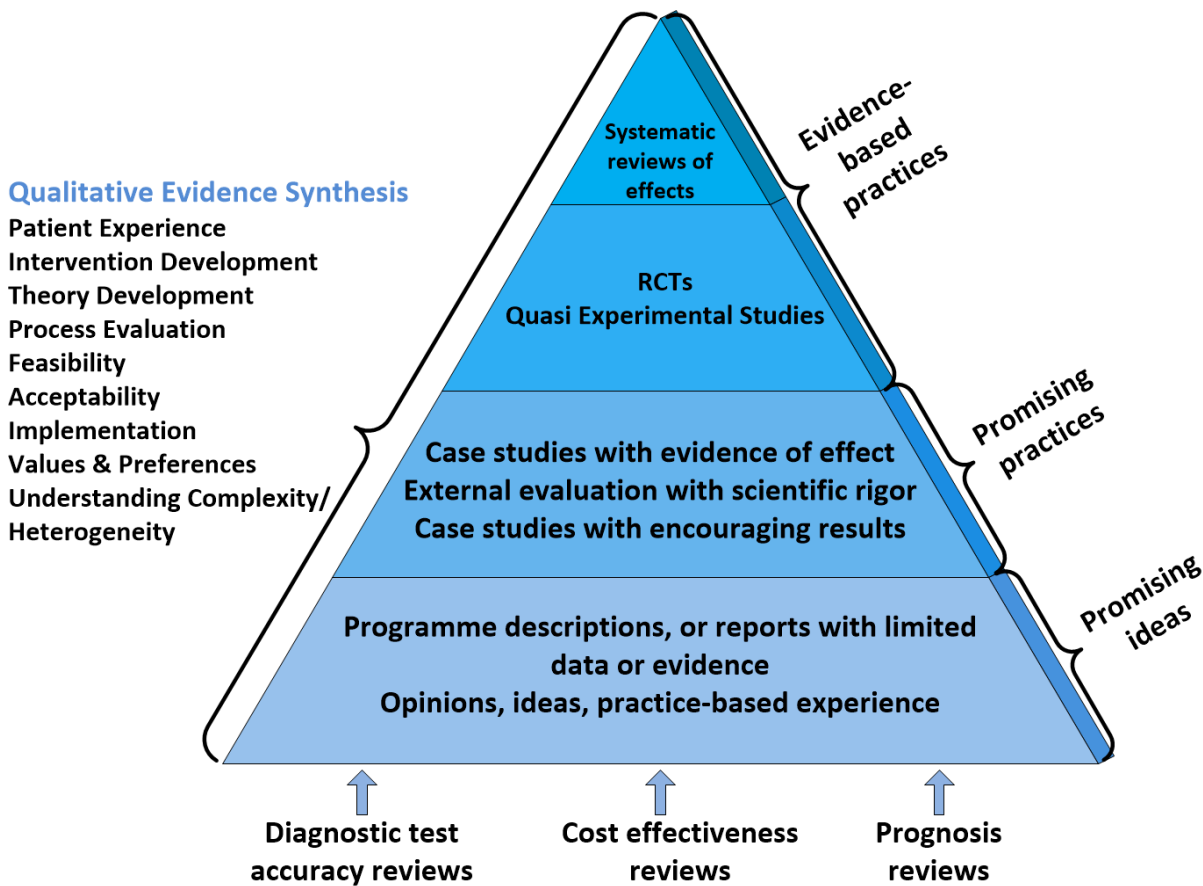 Systematic
reviews of
effects
Evidence-
based
practices
Qualitative Evidence Synthesis
Patient Experience
Intervention Development
Theory Development
Process Evaluation
Feasibility
Acceptability
Implementation
Values & Preferences
Understanding Complexity/
Heterogeneity
RCTs
Quasi Experimental Studies
Promising
practices
Case studies with evidence of effect
External evaluation with scientific rigor
Case studies with encouraging results
Promising
ideas
Programme descriptions, or reports with limited
data or evidence
Opinions, ideas, practice-based experience
Diagnostic test
accuracy reviews
Cost effectiveness
reviews
Prognosis
reviews